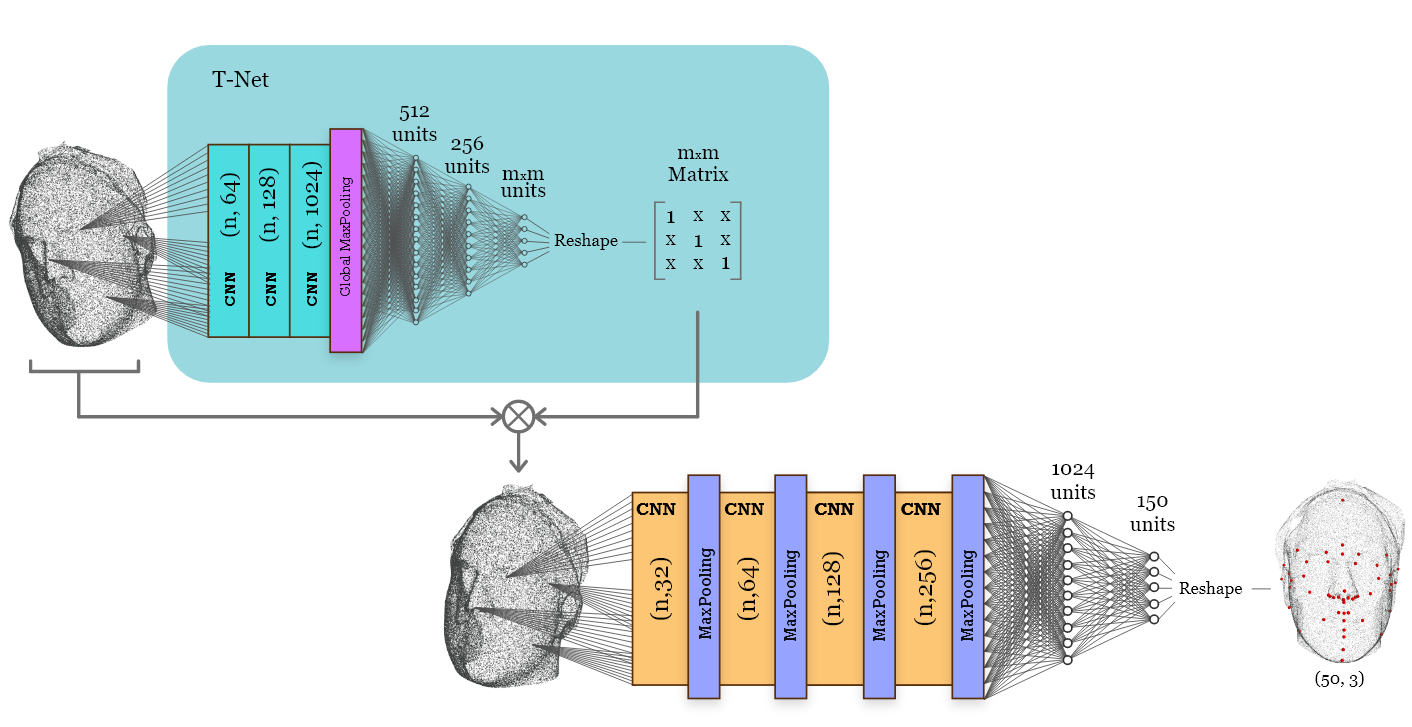 T-Net
512
units
256
units
mxm
units
mxm
Matrix
CNN (n, 64)
CNN (n, 128)
CNN (n, 1024)
Global MaxPooling
Reshape
1 x x
x 1 x
x x 1
CNN
(n,32)
MaxPooling
CNN
(n,64)
MaxPooling
CNN
(n,128)
MaxPooling
CNN
(n,256)
MaxPooling
1024
units
150
units
Reshape
(50, 3)